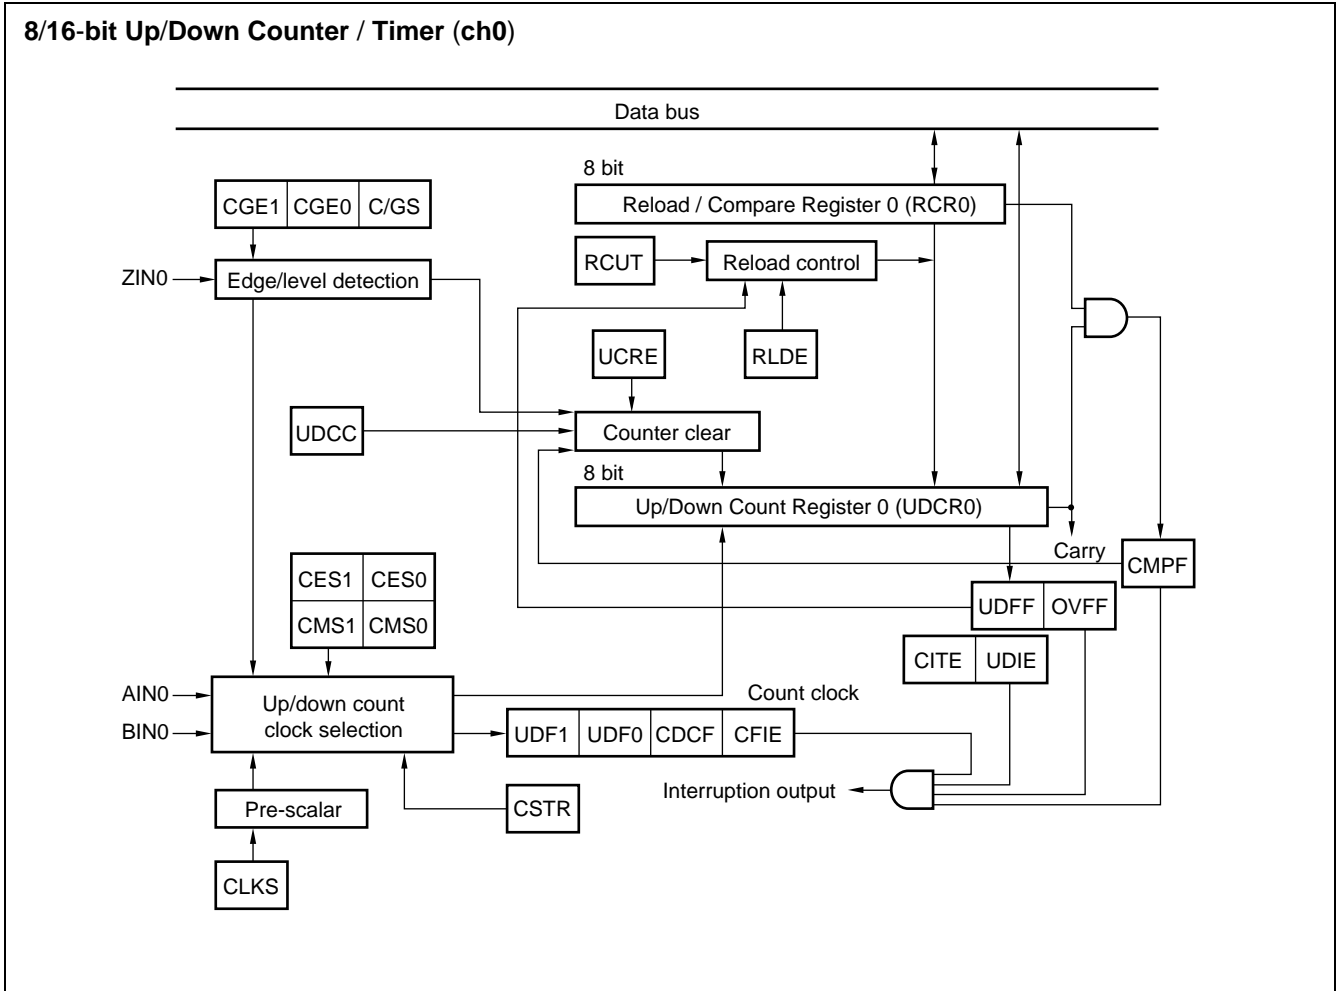 8/16-bit Up/Down Counter / Timer (ch0)
Data bus
8 bit
CGE1 CGE0 C/GS
Reload / Compare Register 0 (RCR0)
RCUT
Reload control
ZIN0
Edge/level detection
UCRE
RLDE
UDCC
Counter clear
8 bit
Up/Down Count Register 0 (UDCR0)
Carry
CMPF
CES1 CES0
CMS1 CMS0
UDFF OVFF
CITE UDIE
AIN0
BIN0
Up/down count
clock selection
Count clock
UDF1 UDF0 CDCF CFIE
Interruption output
Pre-scalar
CSTR
CLKS